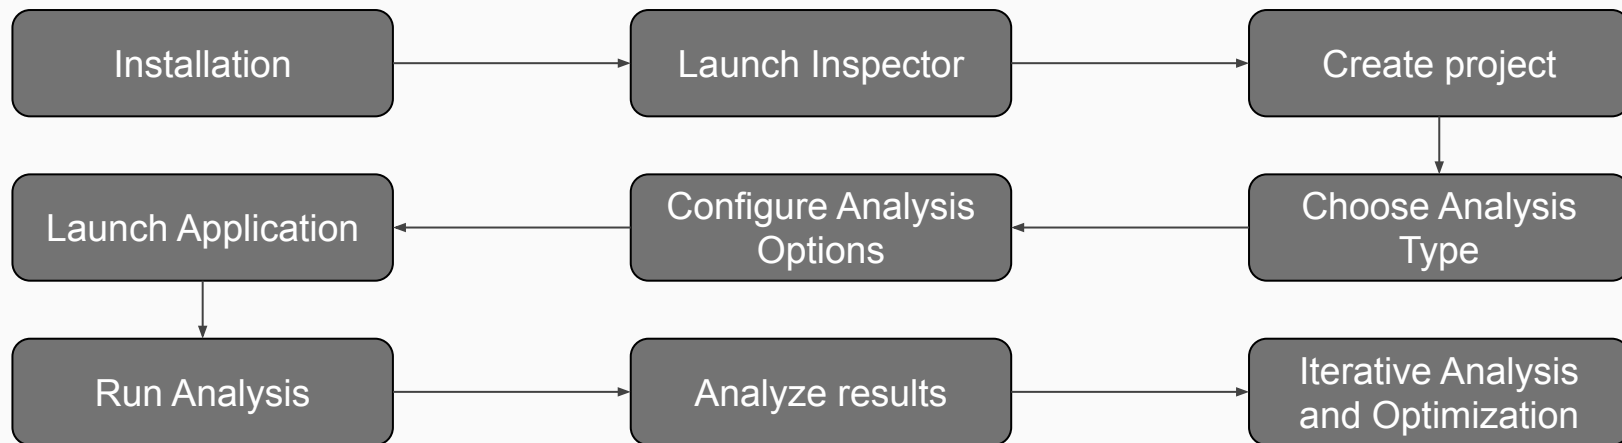 Installation
Launch Inspector
Create project
Choose Analysis
Type
Configure Analysis
Options
Launch Application
Run Analysis
Analyze results
Iterative Analysis
and Optimization